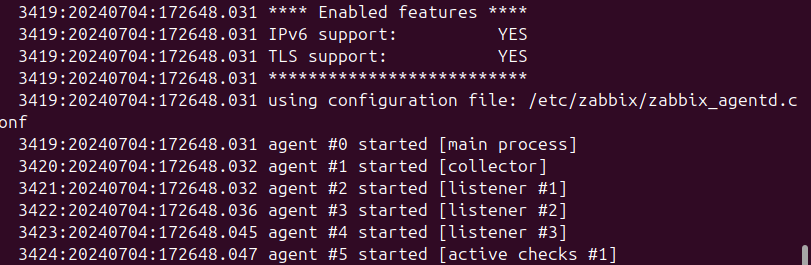 3419:20240704:172648.031 **** Enabled features ****
3419:20240704:172648.031 IPv6 support:          YES
3419:20240704:172648.031 TLS support:           YES
3419:20240704:172648.031 **************************
3419:20240704:172648.031 using configuration file: /etc/zabbix/zabbix_agentd.c
onf
3419:20240704:172648.031 agent #0 started [main process]
3420:20240704:172648.032 agent #1 started [collector]
3421:20240704:172648.032 agent #2 started [listener #1]
3422:20240704:172648.036 agent #3 started [listener #2]
3423:20240704:172648.045 agent #4 started [listener #3]
3424:20240704:172648.047 agent #5 started [active checks #1]